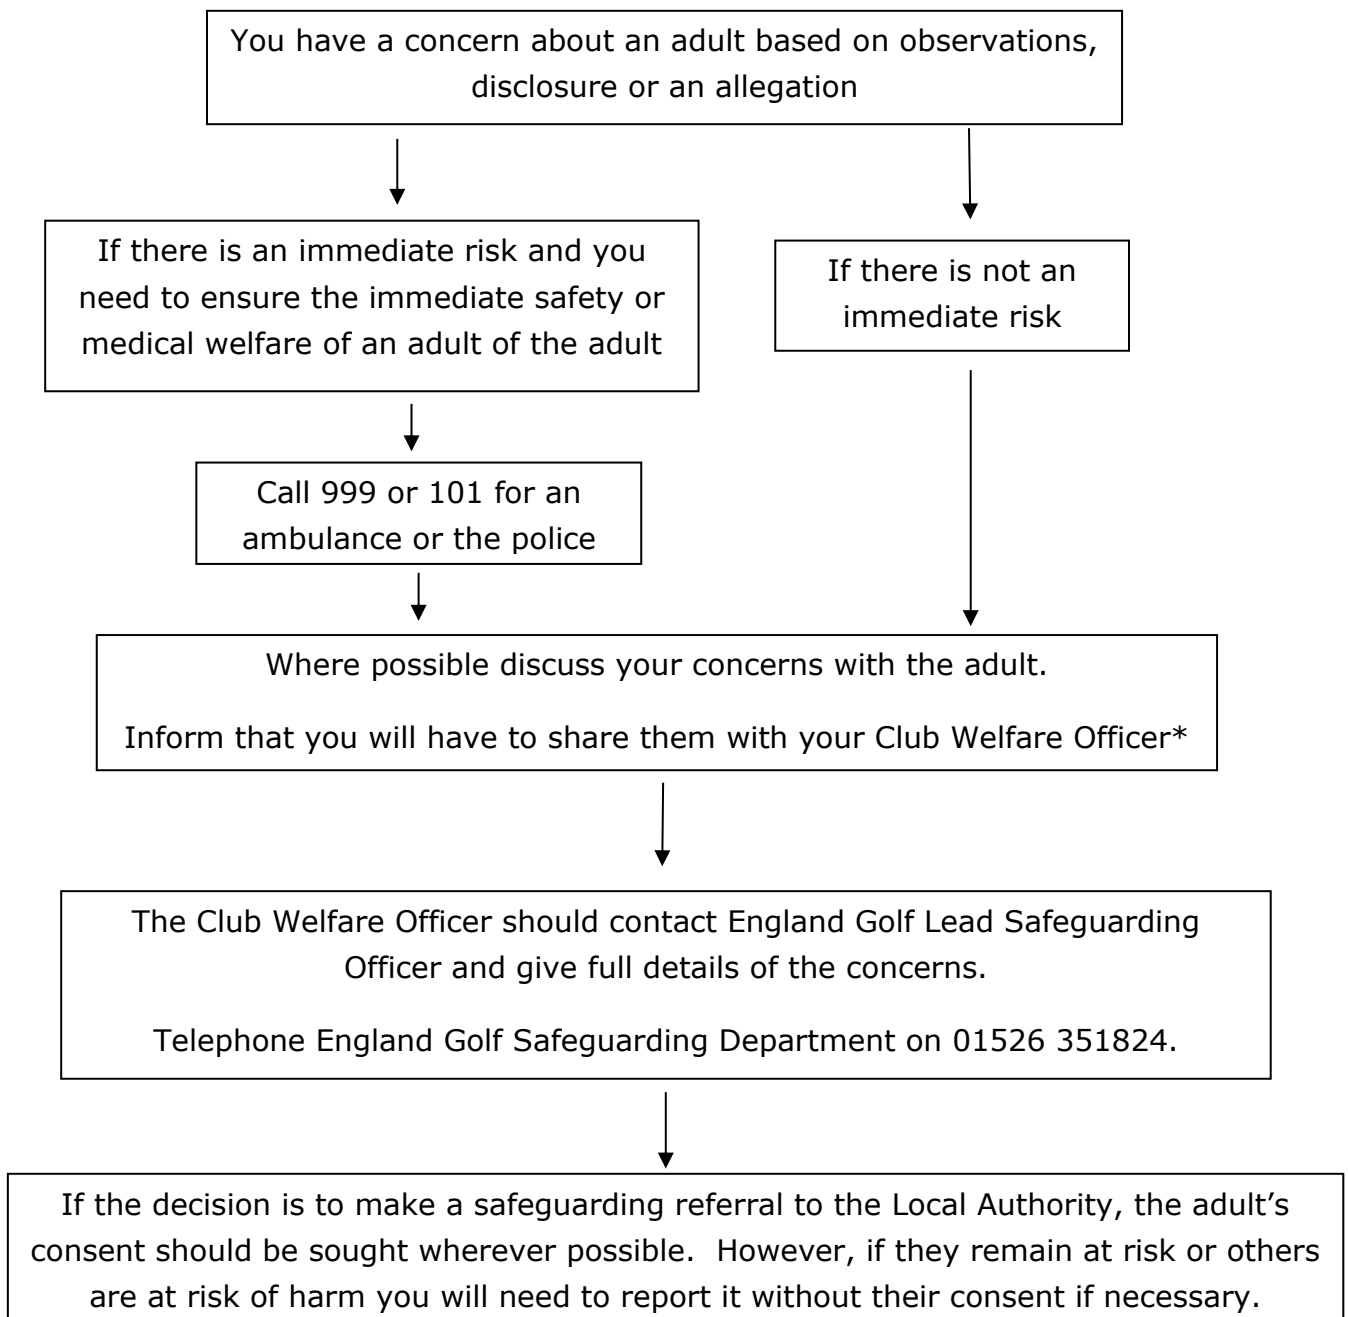 You have a concern about an adult based on observations,
disclosure or an allegation
If there is an immediate risk and you
need to ensure the immediate safety or
medical welfare of an adult of the adult
If there is not an
immediate risk
Call 999 or 101 for an
ambulance or the police
Where possible discuss your concerns with the adult.
Inform that you will have to share them with your Club Welfare Officer*
The Club Welfare Officer should contact England Golf Lead Safeguarding
Officer and give full details of the concerns.
Telephone England Golf Safeguarding Department on 01526 351824.
If the decision is to make a safeguarding referral to the Local Authority, the adult’s
consent should be sought wherever possible.  However, if they remain at risk or others
are at risk of harm you will need to report it without their consent if necessary.